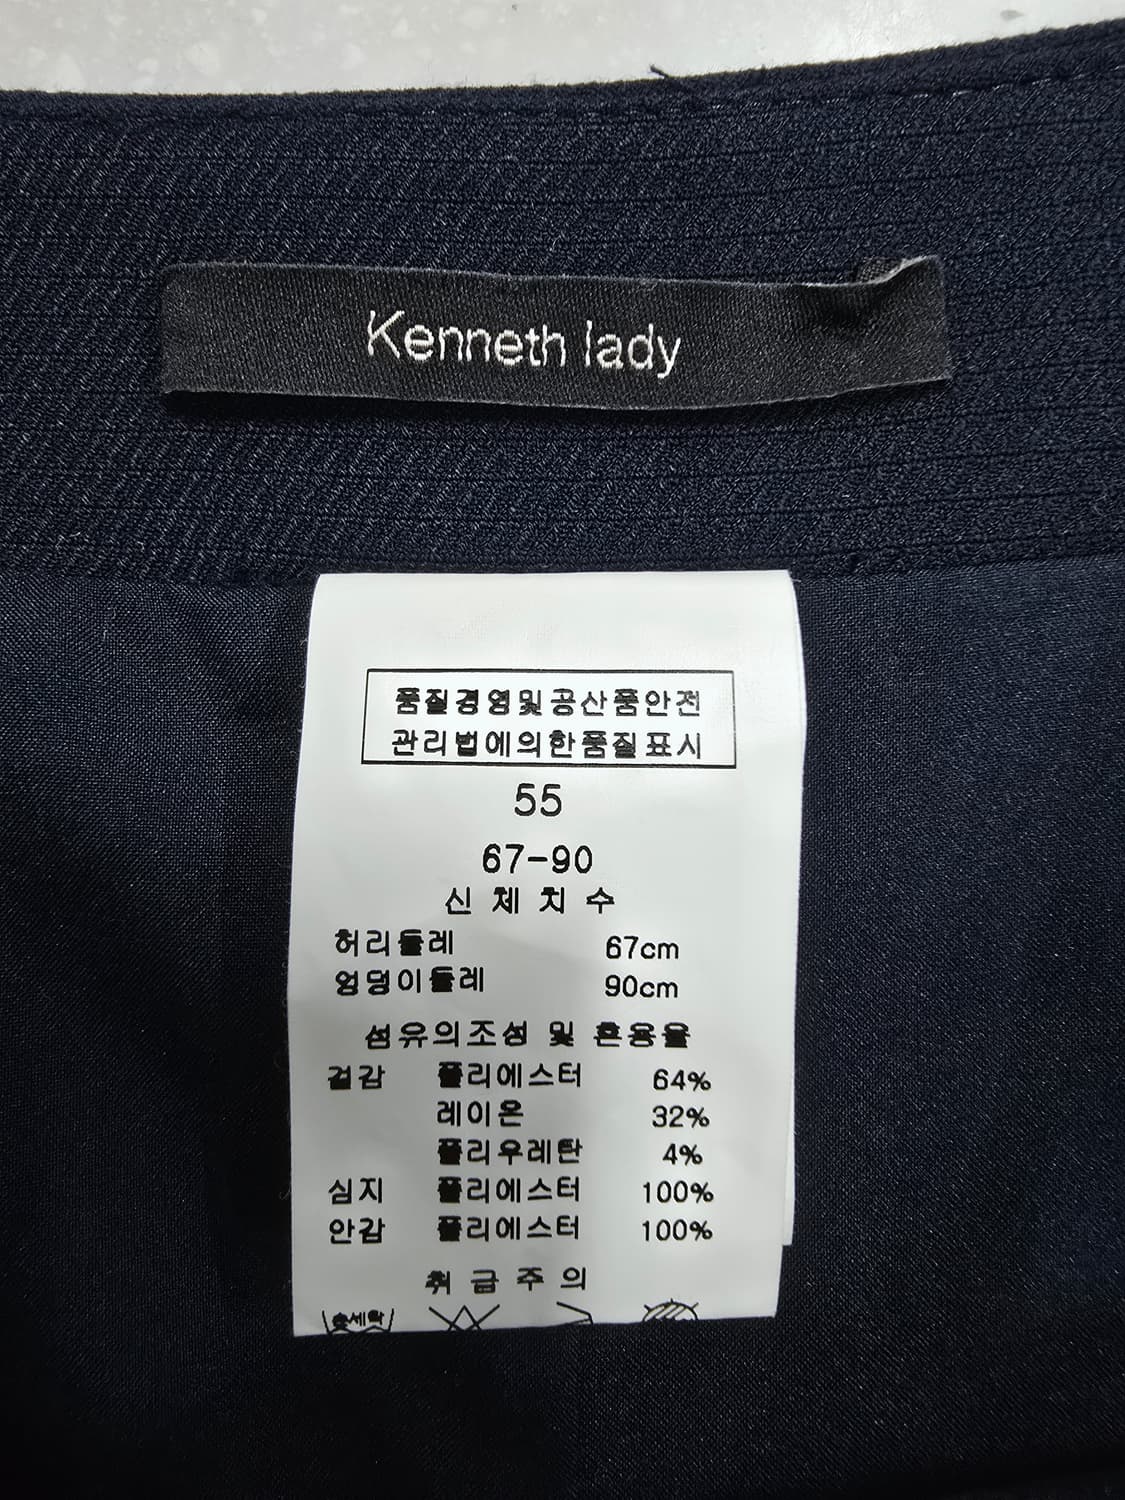 Kenneth lady
품질경영및공산품안전
관리법에의한품질표시
55
67-90
신 체 치 수
허리둘레 67cm
엉덩이둘레 90cm
섬유의조성 및 혼용율
겉감 폴리에스터 64%
레이온 32%
폴리우레탄 4%
심지 폴리에스터 100%
안감 폴리에스터 100%
취 급 주 의